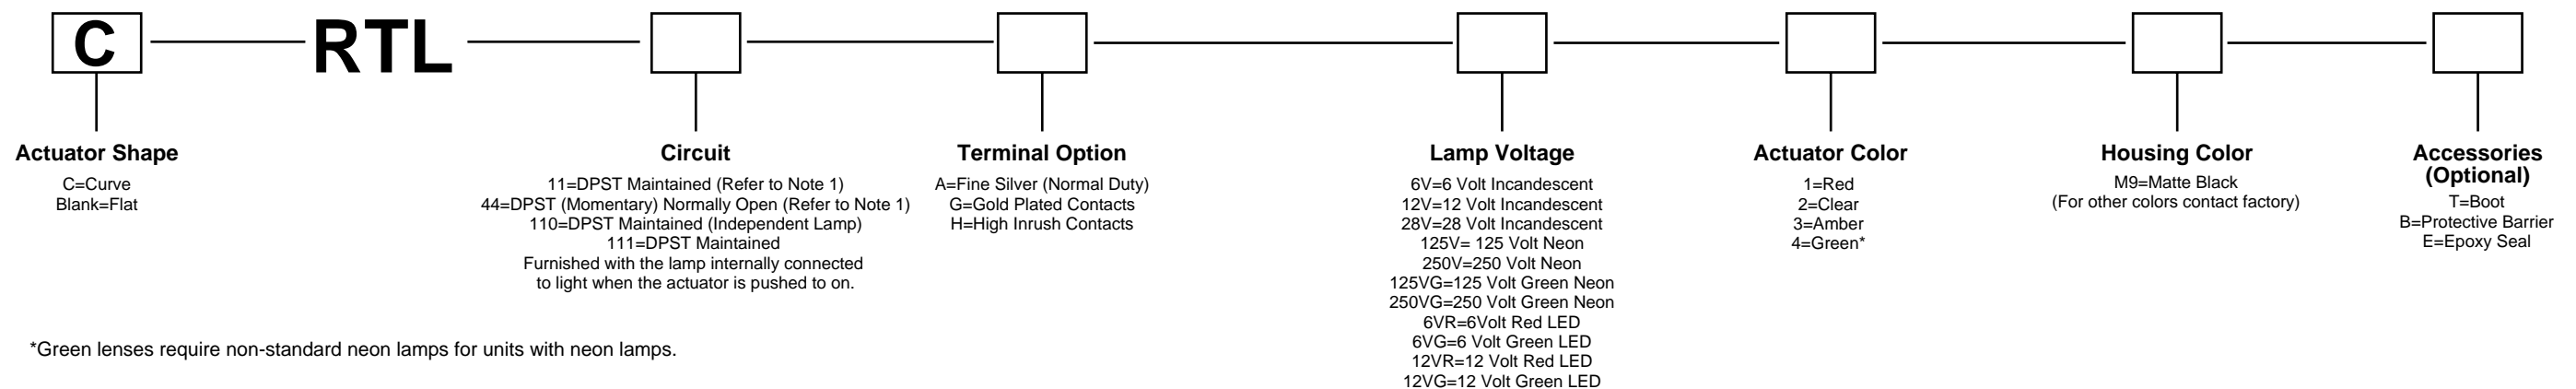 C
RTL
Actuator Shape
C=Curve
Blank=Flat
Circuit
11=DPST Maintained (Refer to Note 1)
44=DPST (Momentary) Normally Open (Refer to Note 1)
110=DPST Maintained (Independent Lamp)
111=DPST Maintained
Furnished with the lamp internally connected
to light when the actuator is pushed to on.
Terminal Option
A=Fine Silver (Normal Duty)
G=Gold Plated Contacts
H=High Inrush Contacts
Lamp Voltage
6V=6 Volt Incandescent
12V=12 Volt Incandescent
28V=28 Volt Incandescent
125V= 125 Volt Neon
250V=250 Volt Neon
125VG=125 Volt Green Neon
250VG=250 Volt Green Neon
6VR=6Volt Red LED
6VG=6 Volt Green LED
12VR=12 Volt Red LED
12VG=12 Volt Green LED
Actuator Color
1=Red
2=Clear
3=Amber
4=Green*
Housing Color
M9=Matte Black
(For other colors contact factory)
Accessories
(Optional)
T=Boot
B=Protective Barrier
E=Epoxy Seal
*Green lenses require non-standard neon lamps for units with neon lamps.